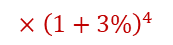 × (1 + 3%)⁴